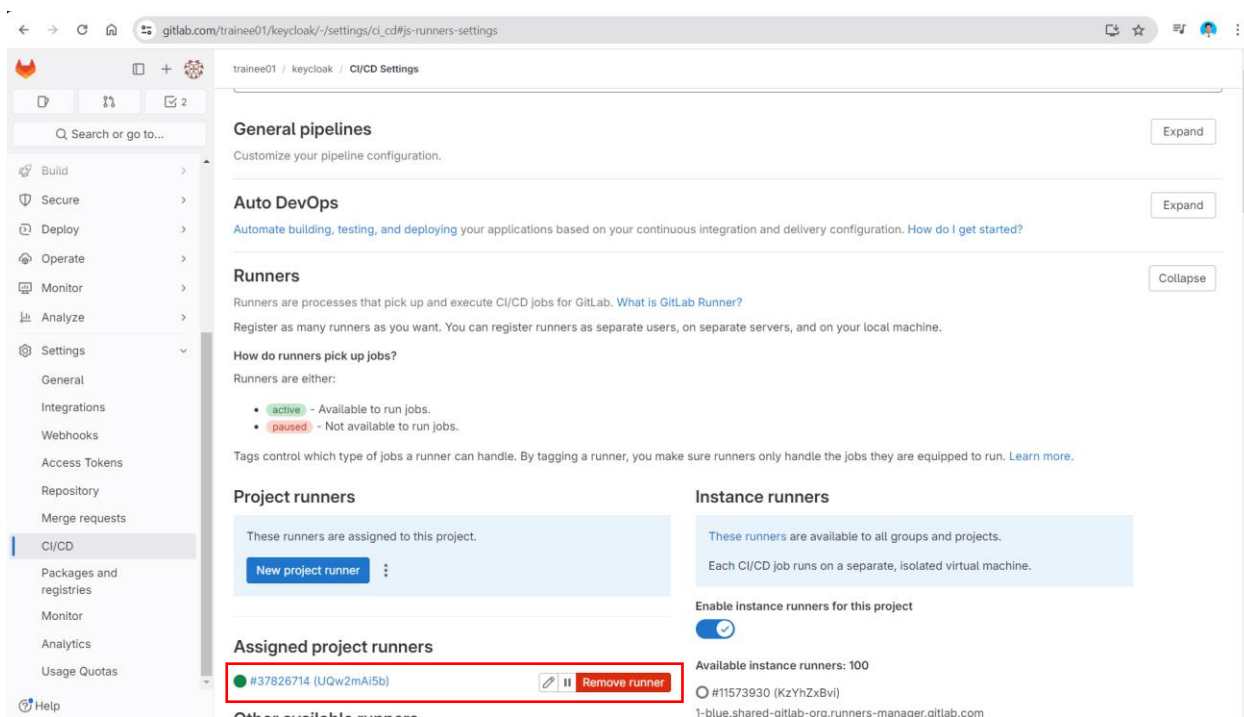 gitlab.com/trainee01/keycloak/-/settings/ci_cd#js-runners-settings
trainee01 / keycloak / CI/CD Settings
2
Search or go to...
Build
Secure
Deploy
Operate
Monitor
Analyze
Settings
General
Integrations
Webhooks
Access Tokens
Repository
Merge requests
CI/CD
Packages and
registries
Monitor
Analytics
Usage Quotas
Help
General pipelines
Expand
Customize your pipeline configuration.
Auto DevOps
Expand
Automate building, testing, and deploying your applications based on your continuous integration and delivery configuration. How do I get started?
Runners
Collapse
Runners are processes that pick up and execute CI/CD jobs for GitLab. What is GitLab Runner?
Register as many runners as you want. You can register runners as separate users, on separate servers, and on your local machine.
How do runners pick up jobs?
Runners are either:
active - Available to run jobs.
paused - Not available to run jobs.
Tags control which type of jobs a runner can handle. By tagging a runner, you make sure runners only handle the jobs they are equipped to run. Learn more.
Project runners
These runners are assigned to this project.
New project runner
Assigned project runners
#37826714 (UQw2mAi5b)
Remove runner
Other available runners
Instance runners
These runners are available to all groups and projects.
Each CI/CD job runs on a separate, isolated virtual machine.
Enable instance runners for this project
Available instance runners: 100
#11573930 (KzYhZxBvi)
1-blue.shared-gitlab-org.runners-manager.gitlab.com